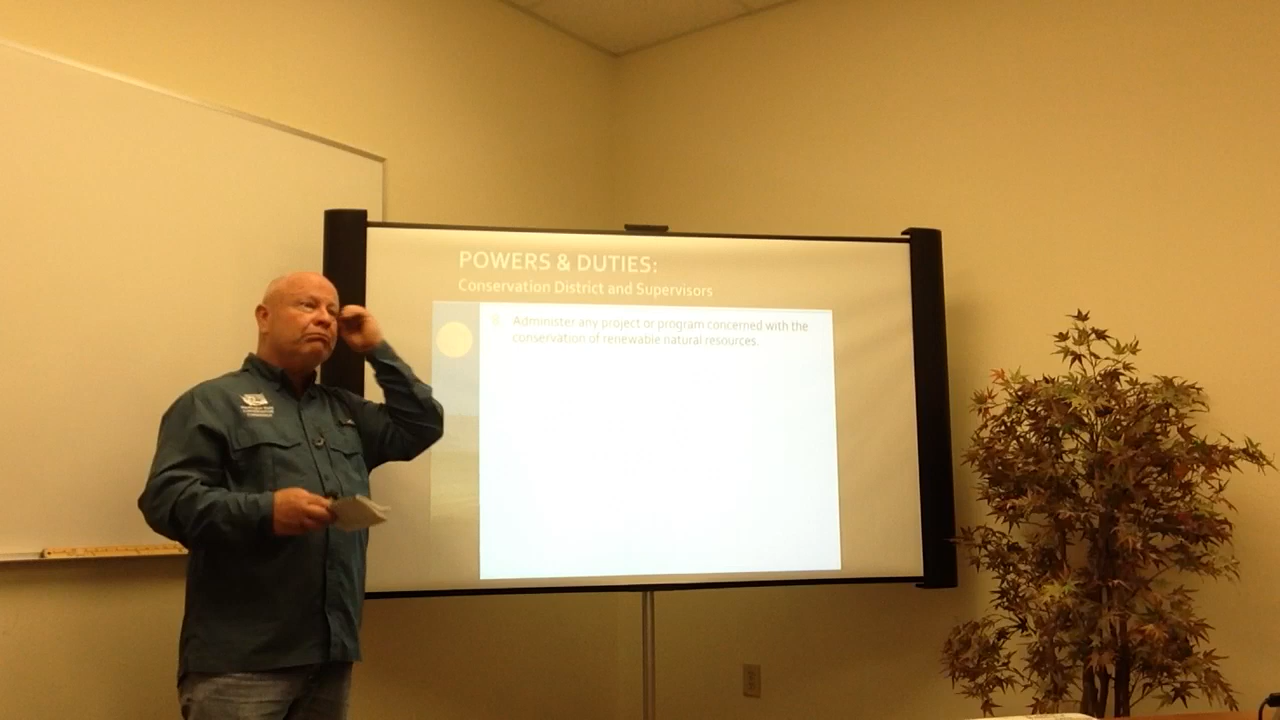 POWERS & DUTIES:
Conservation District and Supervisors
Administer any project or program concerned with the
conservation of renewable natural resources.